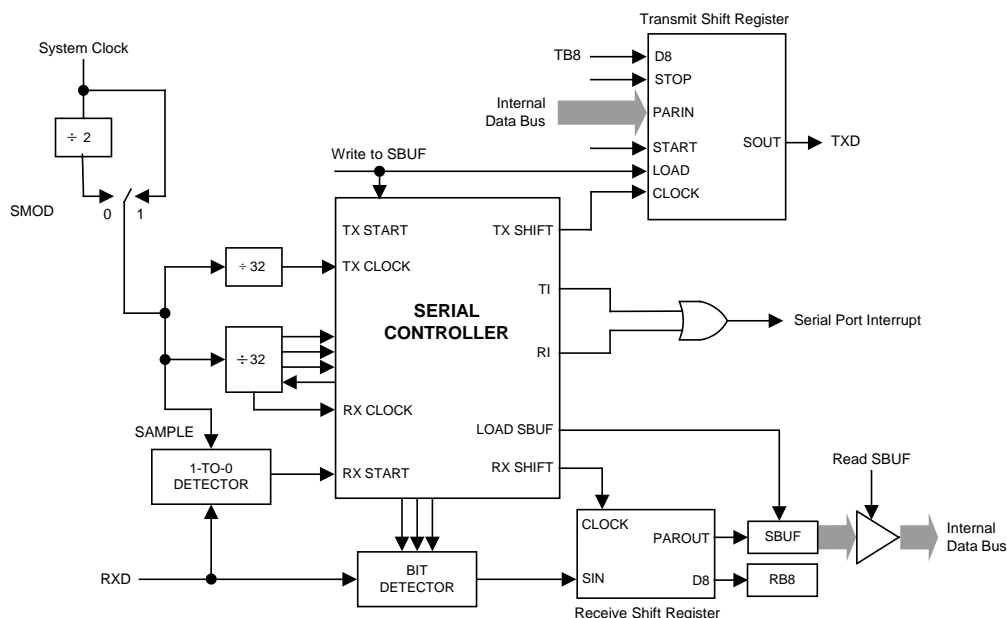 Transmit Shift Register
System Clock
TB8
D8
STOP
Internal
Data Bus
PARIN
÷ 2
SOUT
TXD
START
Write to SBUF
LOAD
CLOCK
SMOD
0
1
TX START
TX SHIFT
÷ 32
TX CLOCK
TI
SERIAL
CONTROLLER
Serial Port Interrupt
RI
÷ 32
RX CLOCK
LOAD SBUF
SAMPLE
1-TO-0
DETECTOR
RX START
RX SHIFT
Read SBUF
CLOCK
PAROUT
SBUF
Internal
Data Bus
RXD
BIT
DETECTOR
SIN
D8
RB8
Receive Shift Register